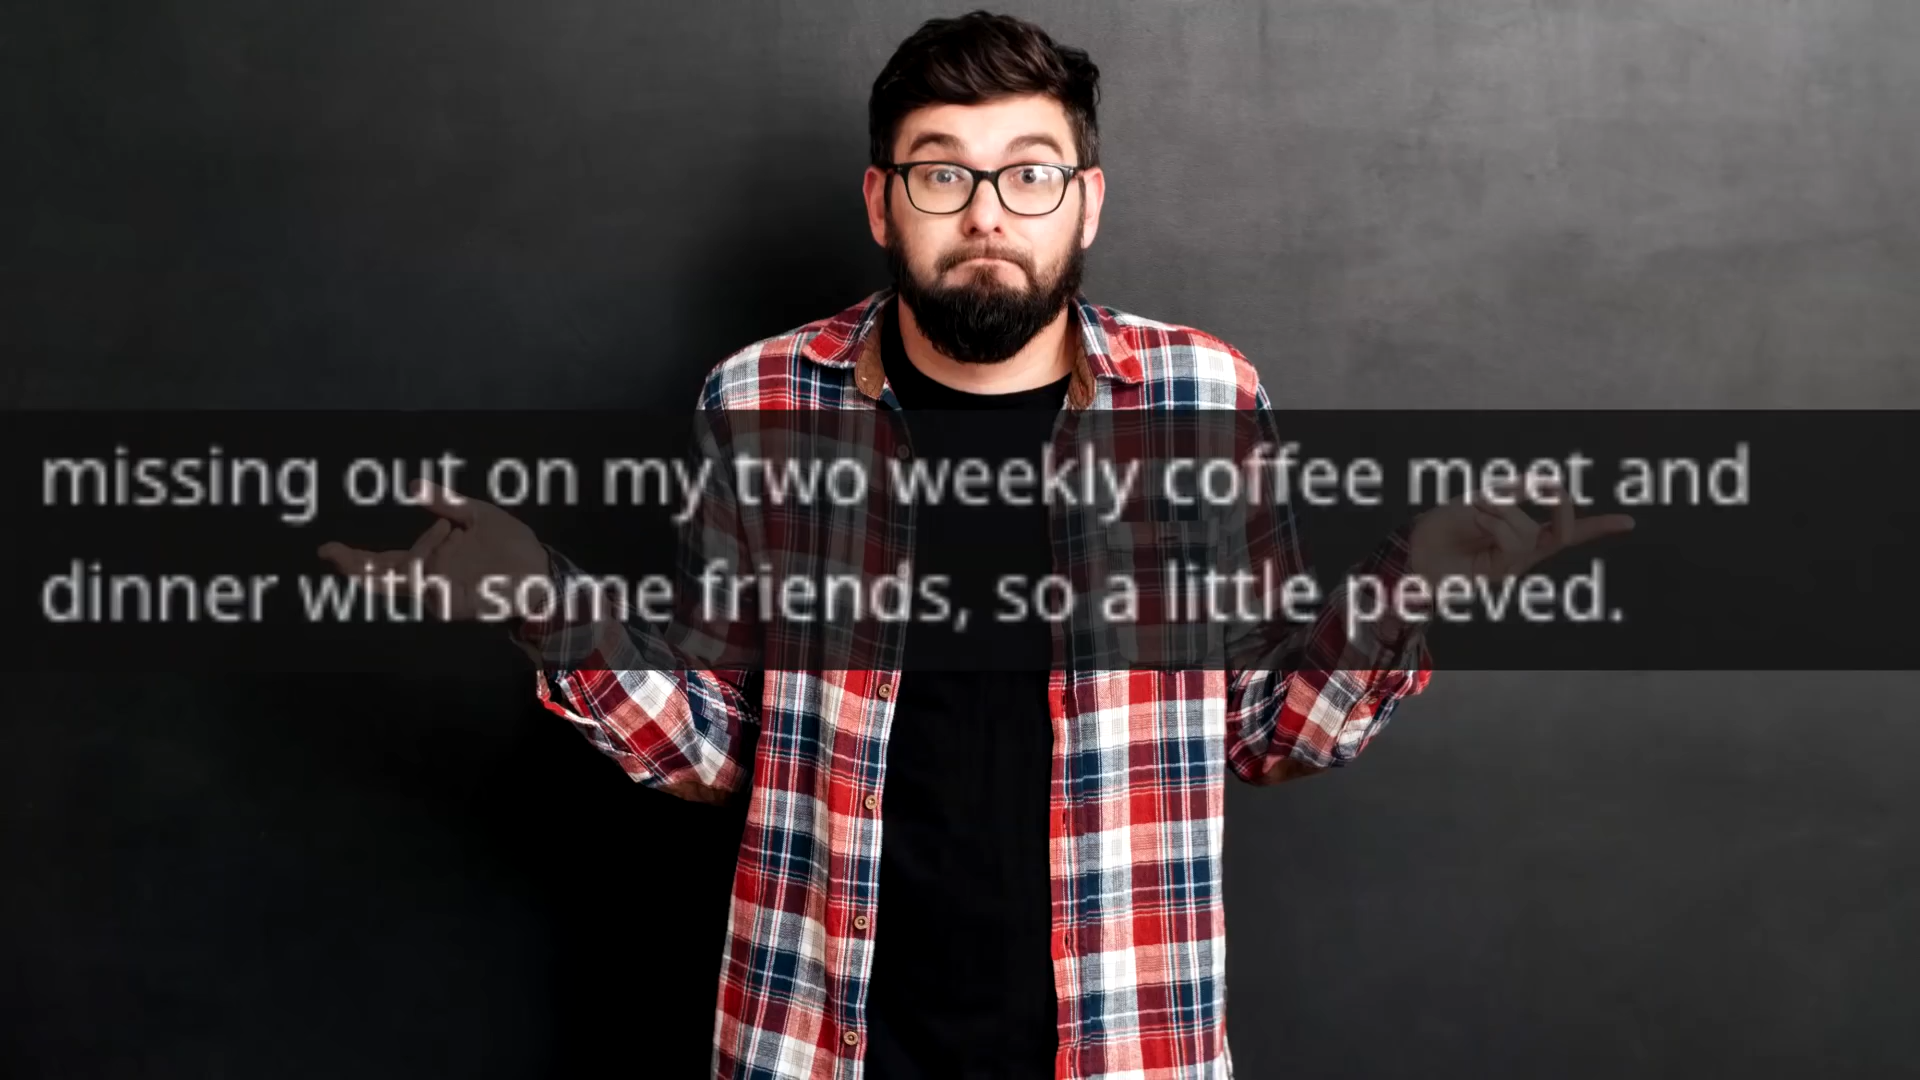 missing out on my two weekly coffee meet and
dinner with some friends, so a little peeved.